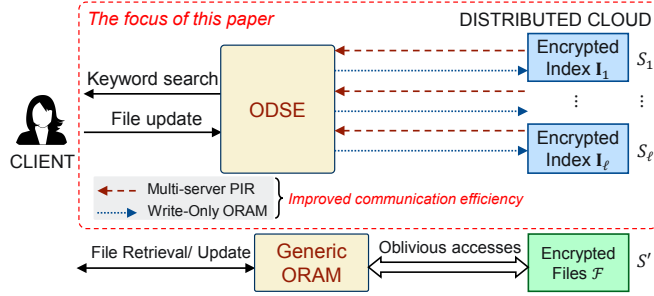 The focus of this paper
DISTRIBUTED CLOUD
Keyword search
File update
CLIENT
ODSE
Encrypted
Index I₁
S₁
⋮ ⋮
Encrypted
Index Iℓ
Sℓ
Multi-server PIR
Write-Only ORAM
Improved communication efficiency
File Retrieval/ Update
Generic
ORAM
Oblivious accesses
Encrypted
Files ℱ
S′